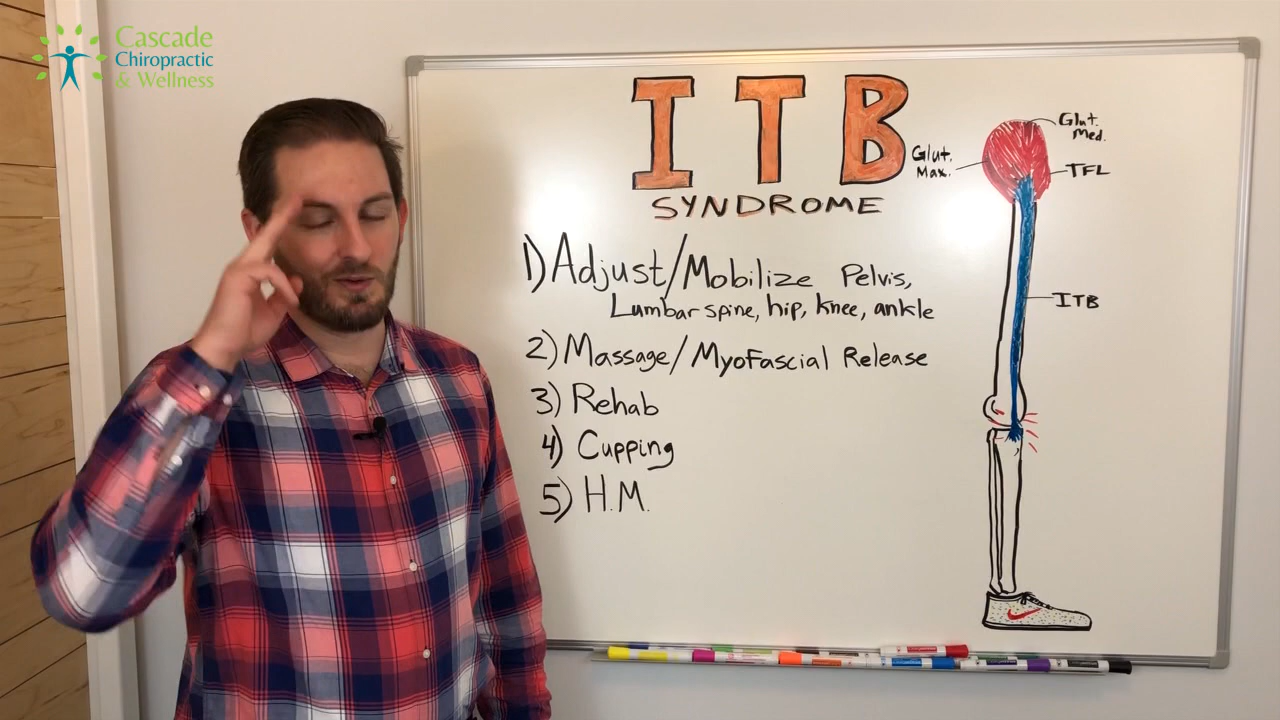 Cascade
Chiropractic
& Wellness
ITB
SYNDROME
1) Adjust/Mobilize Pelvis,
Lumbar spine, hip, knee, ankle
2) Massage/Myofascial Release
3) Rehab
4) Cupping
5) H.M.
Glut.
Med.
Glut.
Max.
TFL
ITB